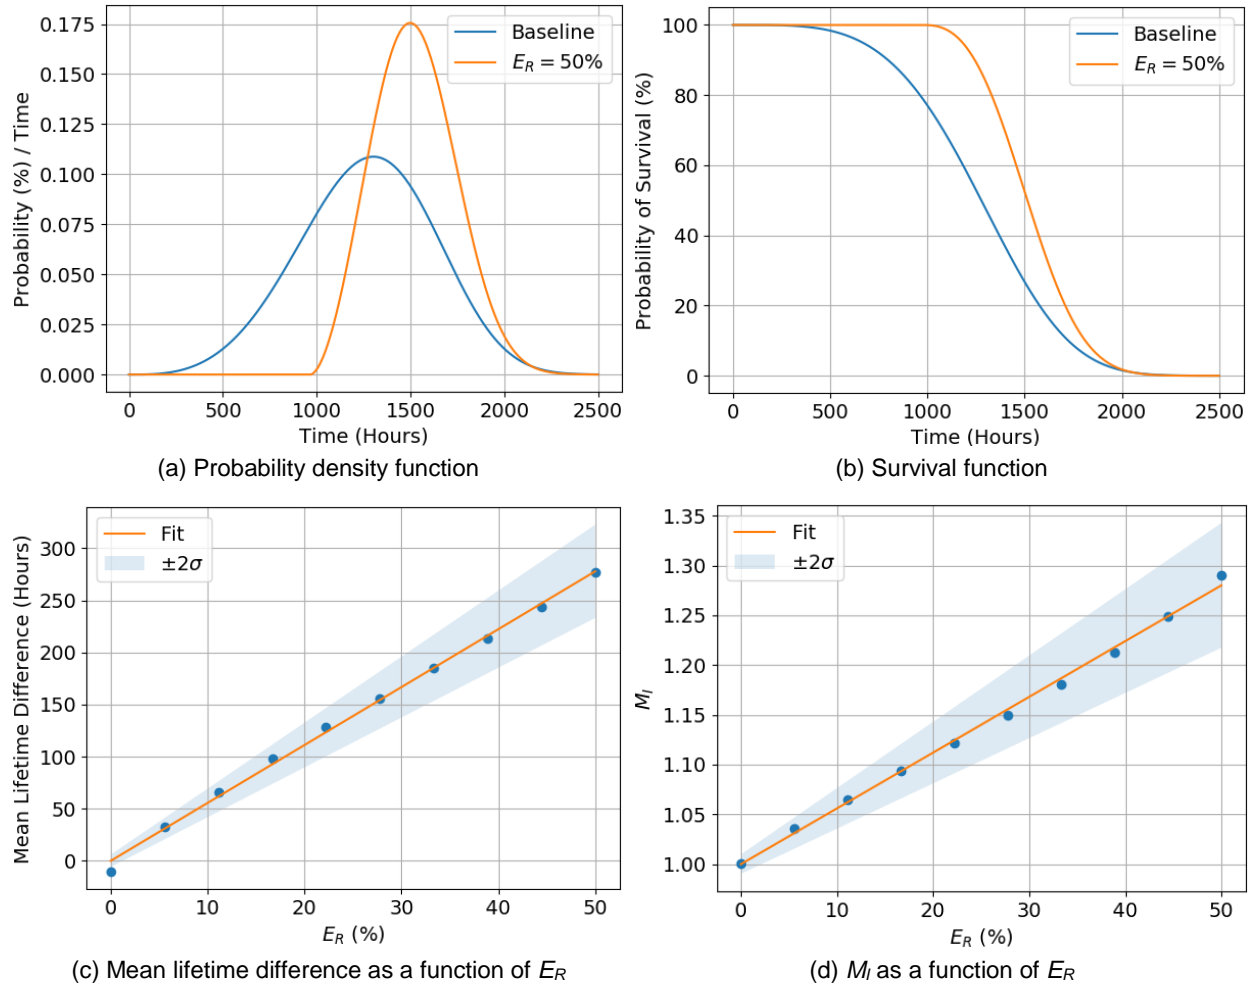 0.175
0.150
0.125
0.100
0.075
0.050
0.025
0.000
Probability (%) / Time
Baseline
E_R = 50%
0 500 1000 1500 2000 2500
Time (Hours)
(a) Probability density function
100
80
60
40
20
0
Probability of Survival (%)
Baseline
E_R = 50%
0 500 1000 1500 2000 2500
Time (Hours)
(b) Survival function
300
250
200
150
100
50
0
Mean Lifetime Difference (Hours)
Fit
±2σ
0 10 20 30 40 50
E_R (%)
(c) Mean lifetime difference as a function of E_R
1.35
1.30
1.25
1.20
1.15
1.10
1.05
1.00
M_I
Fit
±2σ
0 10 20 30 40 50
E_R (%)
(d) M_I as a function of E_R